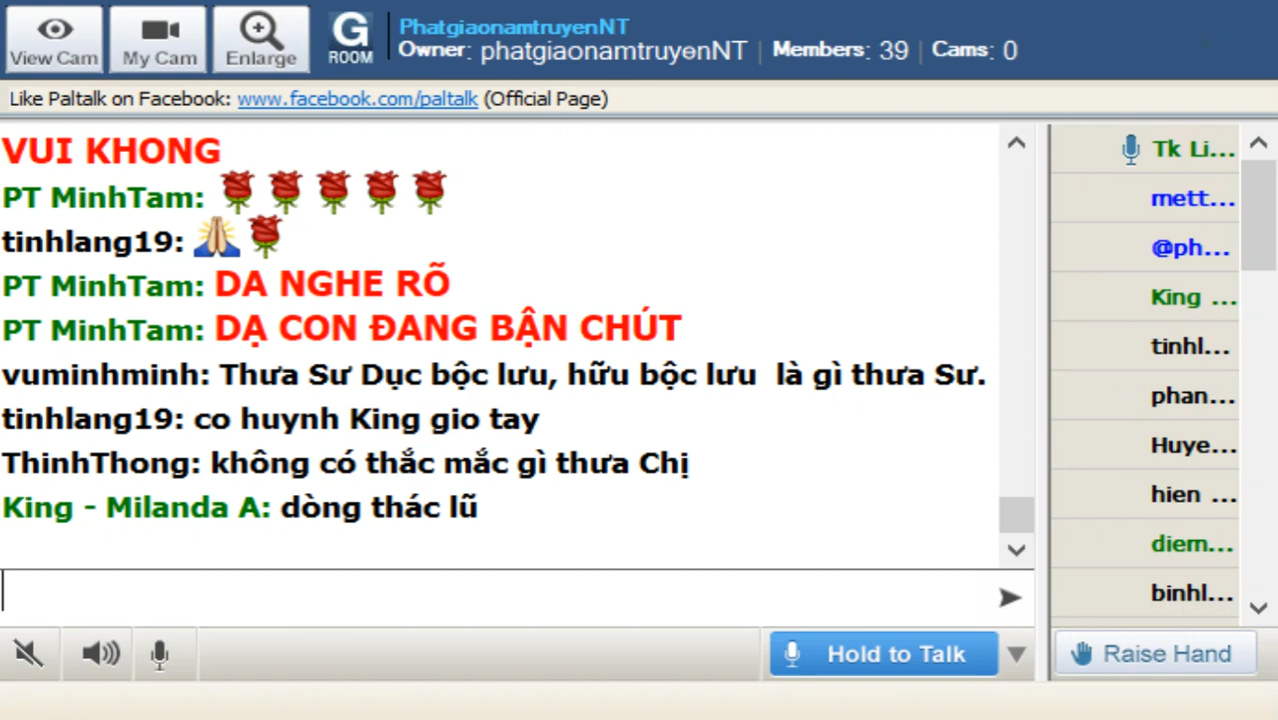 View Cam
My Cam
Enlarge
G
ROOM
PhatgiaonamtruyenNT
Owner: phatgiaonamtruyenNT | Members: 39 | Cams: 0
Like Paltalk on Facebook: www.facebook.com/paltalk (Official Page)
VUI KHONG
PT MinhTam:
tinhlang19:
PT MinhTam: DA NGHE RÕ
PT MinhTam: DẠ CON ĐANG BẬN CHÚT
vuminhminh: Thưa Sư Dục bộc lưu, hữu bộc lưu là gì thưa Sư.
tinhlang19: co huynh King gio tay
ThinhThong: không có thắc mắc gì thưa Chị
King - Milanda A: dòng thác lũ
Tk Li...
mett...
@ph...
King ...
tinhl...
phan...
Huye...
hien ...
diem...
binhl...
Hold to Talk
Raise Hand